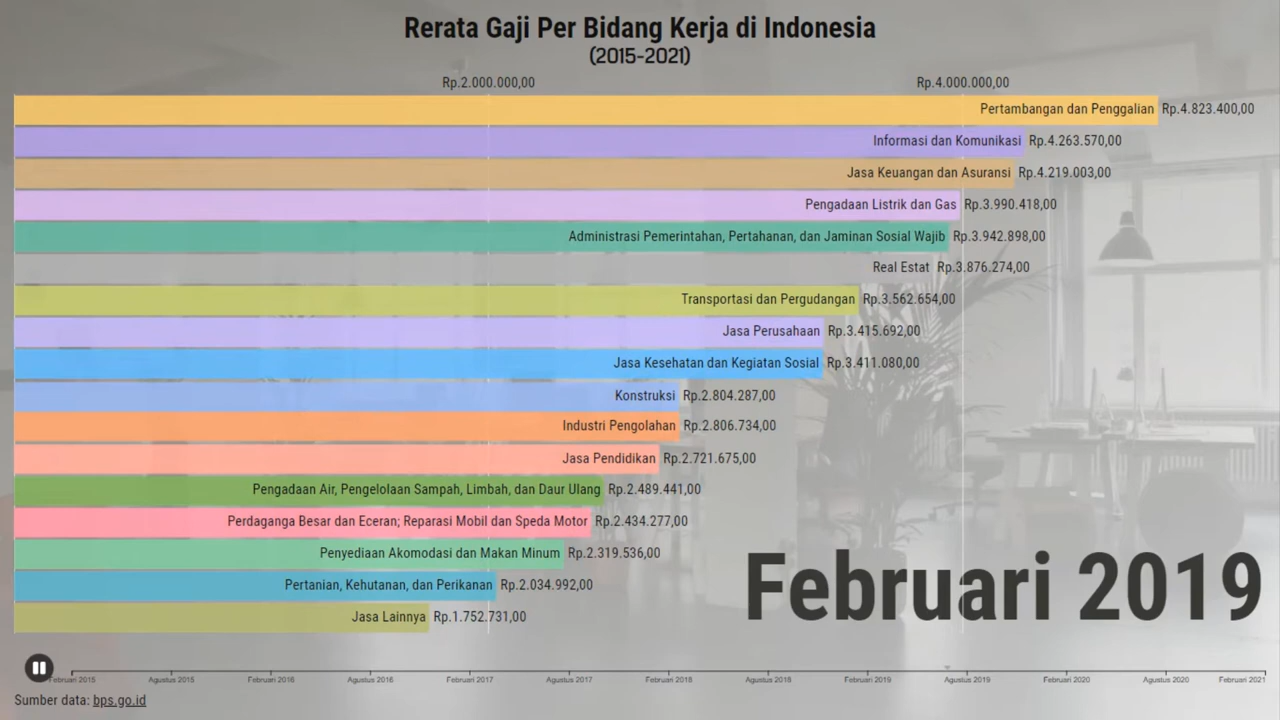 Rerata Gaji Per Bidang Kerja di Indonesia
(2015-2021)
Rp.2.000.000,00 Rp.4.000.000,00
Pertambangan dan Penggalian Rp.4.823.400,00
Informasi dan Komunikasi Rp.4.263.570,00
Jasa Keuangan dan Asuransi Rp.4.219.003,00
Pengadaan Listrik dan Gas Rp.3.990.418,00
Administrasi Pemerintahan, Pertahanan, dan Jaminan Sosial Wajib Rp.3.942.898,00
Real Estat Rp.3.876.274,00
Transportasi dan Pergudangan Rp.3.562.654,00
Jasa Perusahaan Rp.3.415.692,00
Jasa Kesehatan dan Kegiatan Sosial Rp.3.411.080,00
Konstruksi Rp.2.804.287,00
Industri Pengolahan Rp.2.806.734,00
Jasa Pendidikan Rp.2.721.675,00
Pengadaan Air, Pengelolaan Sampah, Limbah, dan Daur Ulang Rp.2.489.441,00
Perdaganga Besar dan Eceran; Reparasi Mobil dan Speda Motor Rp.2.434.277,00
Penyediaan Akomodasi dan Makan Minum Rp.2.319.536,00
Pertanian, Kehutanan, dan Perikanan Rp.2.034.992,00
Jasa Lainnya Rp.1.752.731,00
Februari 2019
Februari 2015 Agustus 2015 Februari 2016 Agustus 2016 Februari 2017 Agustus 2017 Februari 2018 Agustus 2018 Februari 2019 Agustus 2019 Februari 2020 Agustus 2020 Februari 2021
Sumber data: bps.go.id